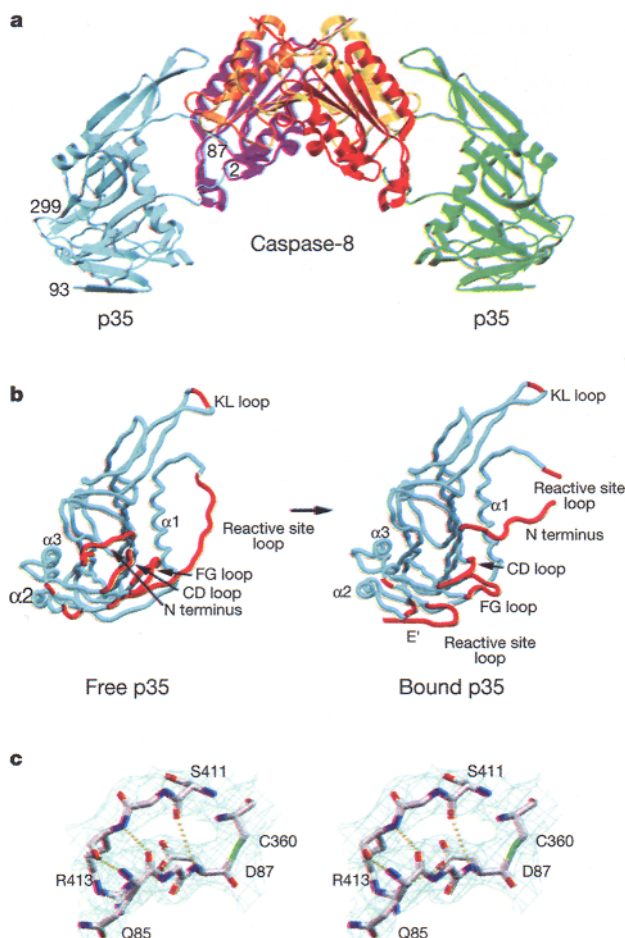 a
87
2
299
Caspase-8
93
p35
p35
b
KL loop
KL loop
α1
Reactive site
loop
α3
α2
FG loop
CD loop
N terminus
Reactive site
loop
α1
N terminus
α3
CD loop
α2
FG loop
E'
Reactive site
loop
Free p35
Bound p35
c
S411
S411
C360
C360
R413
D87
R413
D87
Q85
Q85